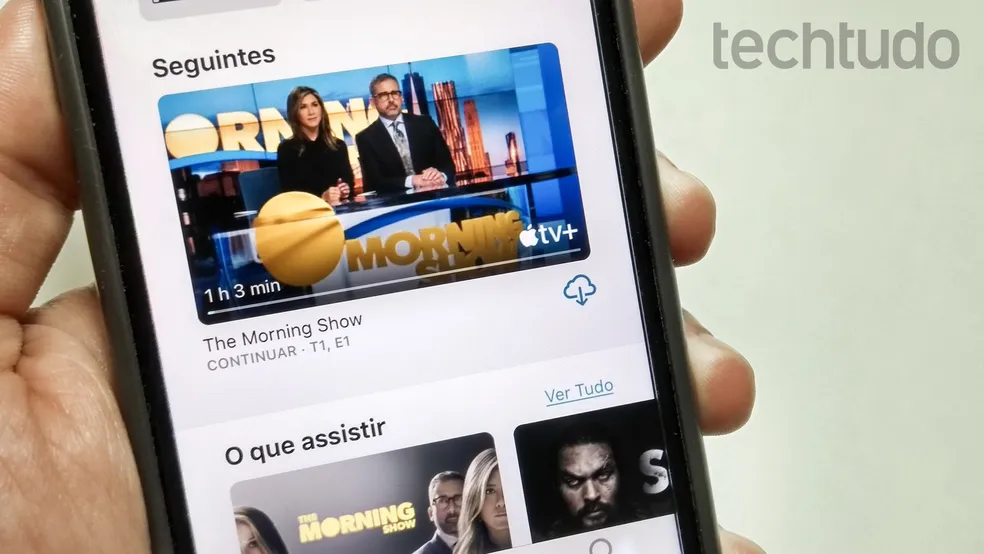 techtudo
Seguintes
ORNING
MORNING
SHOW
tv+
1 h 3 min
The Morning Show
CONTINUAR · T1, E1
Ver Tudo
O que assistir
THE
MORNING
SHOW
S